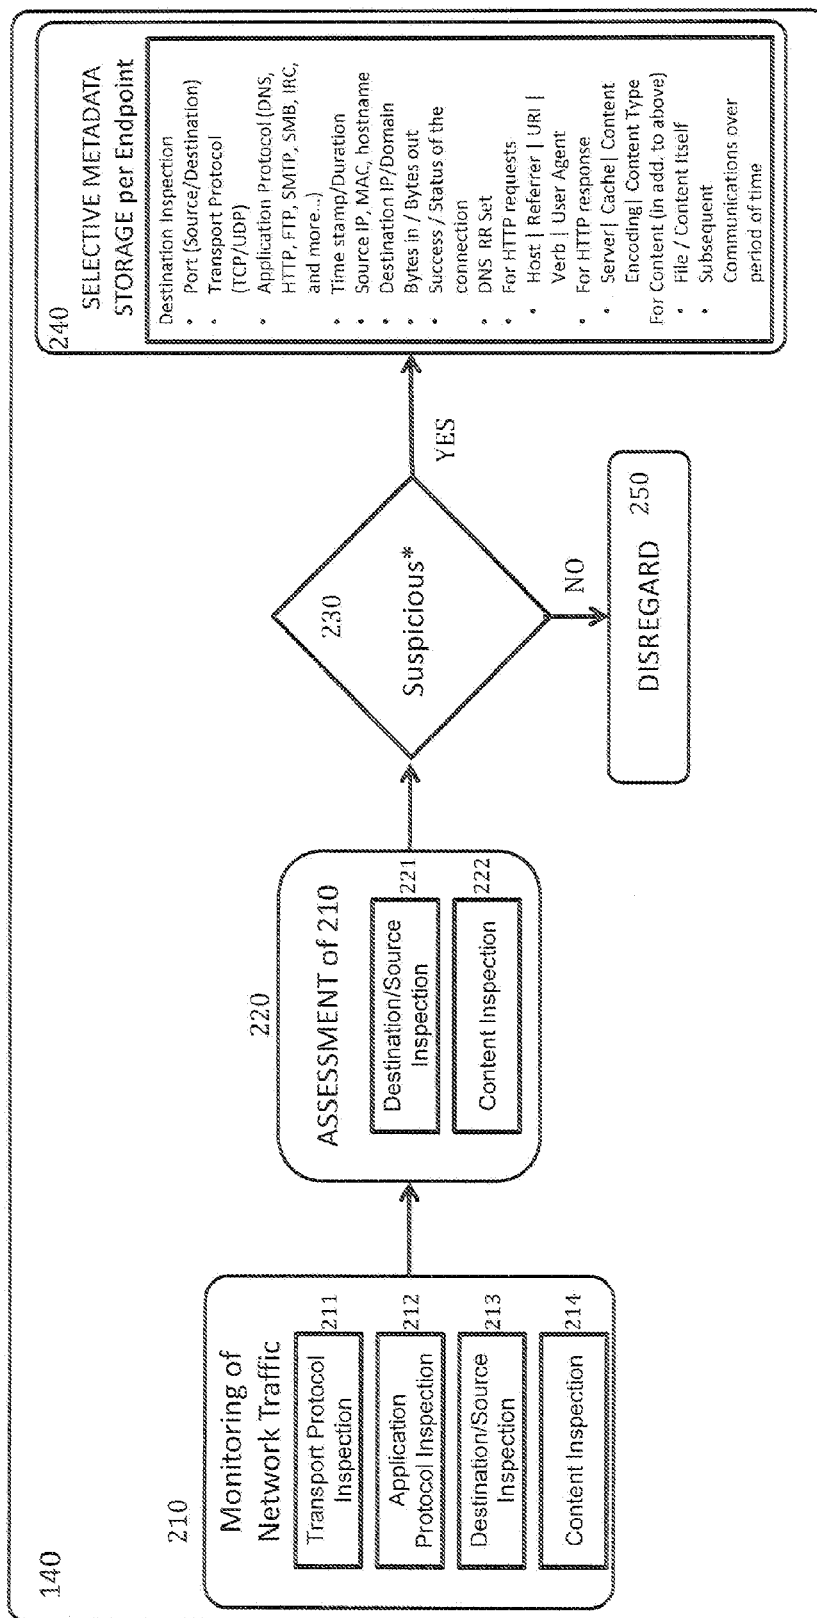 140
210
Monitoring of
Network Traffic
Transport Protocol
Inspection
211
Application
Protocol Inspection
212
Destination/Source
Inspection
213
Content Inspection
214
220
ASSESSMENT of 210
Destination/Source
Inspection
221
Content Inspection
222
230
Suspicious*
YES
NO
DISREGARD 250
240
SELECTIVE METADATA
STORAGE per Endpoint
Destination Inspection
• Port (Source/Destination)
• Transport Protocol
(TCP/UDP)
• Application Protocol (DNS,
HTTP, FTP, SMTP, SMB, IRC,
and more...)
• Time stamp/Duration
• Source IP, MAC, hostname
• Destination IP/Domain
• Bytes in / Bytes out
• Success / Status of the
connection
• DNS RR Set
• For HTTP requests
• Host | Referrer | URI |
Verb | User Agent
• For HTTP response
• Server| Cache| Content
Encoding| Content Type
For Content (in add. to above)
• File / Content Itself
• Subsequent
Communications over
period of time